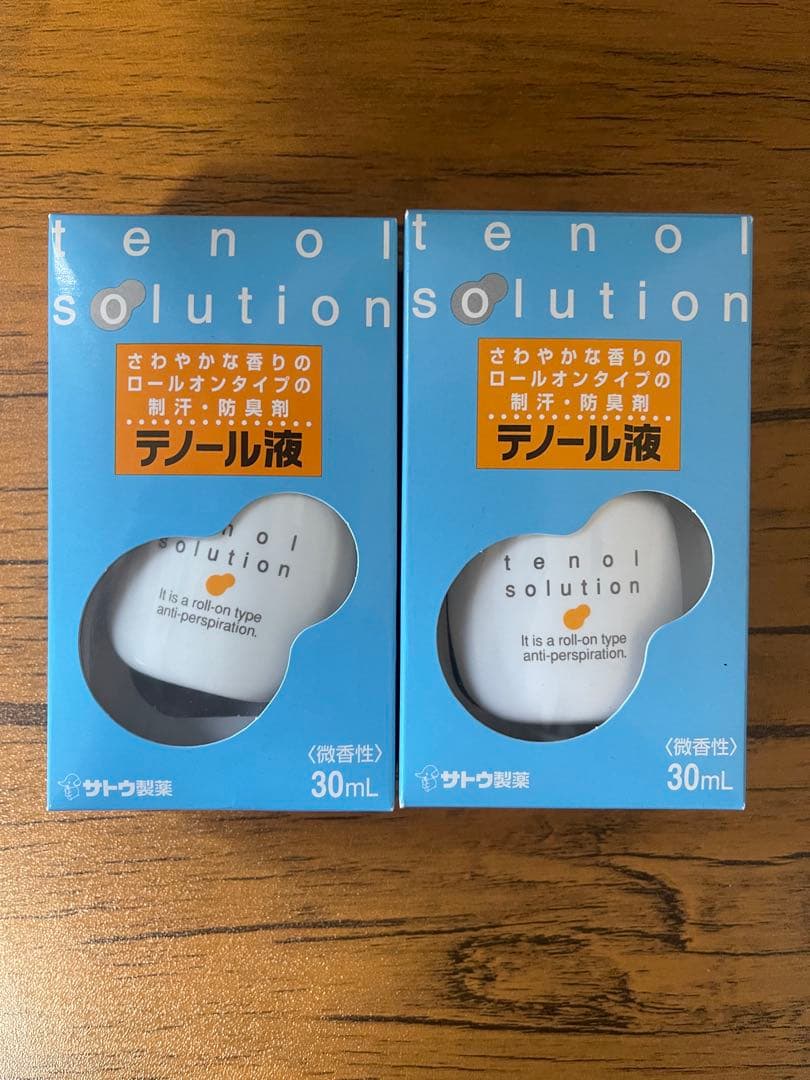 tenol
solution
さわやかな香りの
ロールオンタイプの
制汗・防臭剤
テノール液
solution
It is a roll-on type
anti-perspiration.
〈微香性〉
30mL
サトウ製薬
tenol
solution
さわやかな香りの
ロールオンタイプの
制汗・防臭剤
テノール液
tenol
solution
It is a roll-on type
anti-perspiration.
〈微香性〉
30mL
サトウ製薬